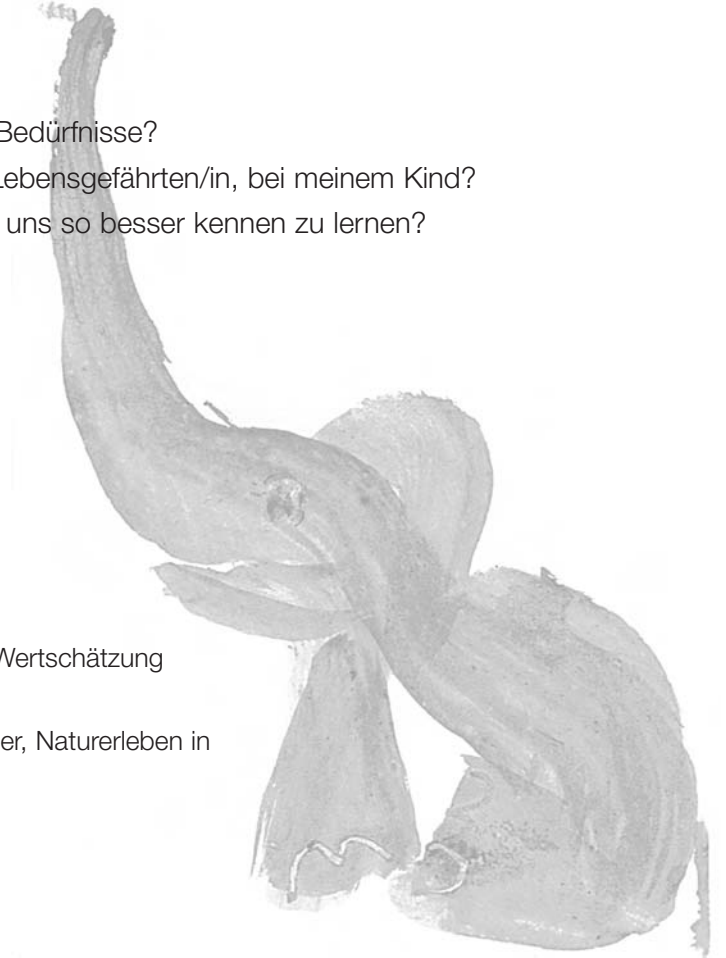 Bedürfnisse?
Lebensgefährten/in, bei meinem Kind?
uns so besser kennen zu lernen?
Wertschätzung
er, Naturerleben in